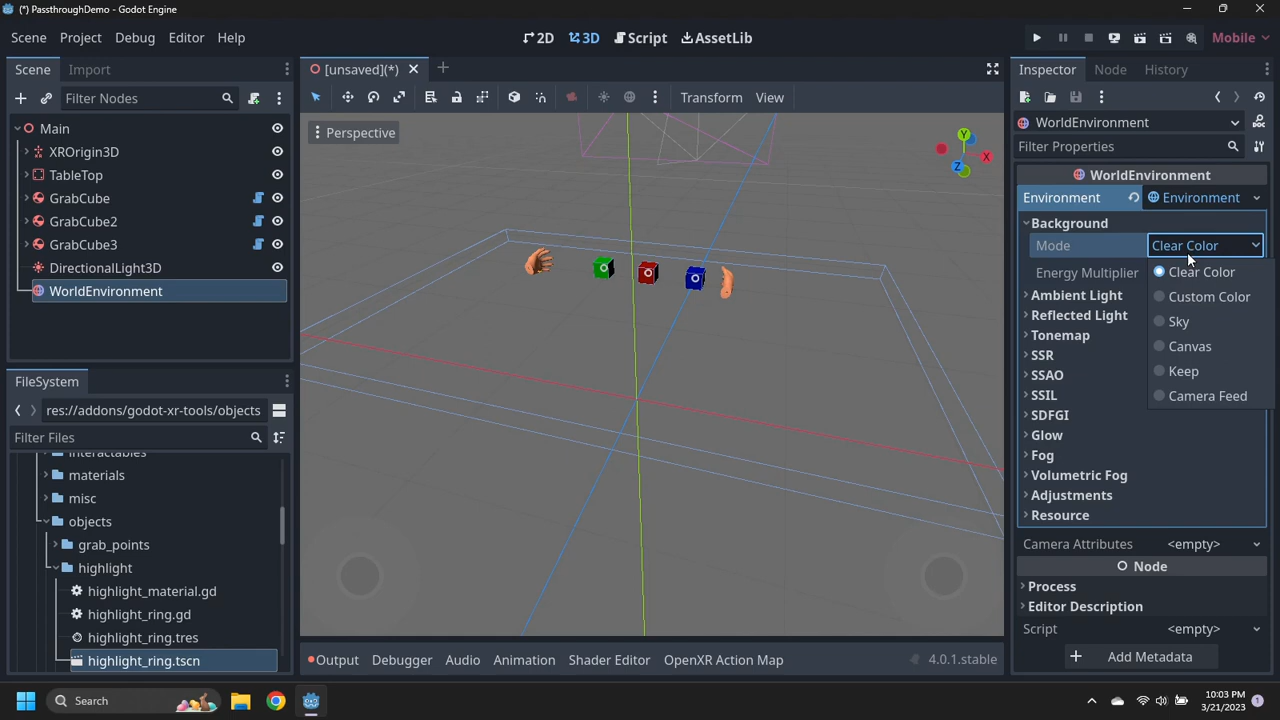 (*) PassthroughDemo - Godot Engine
Scene Project Debug Editor Help
2D 3D Script AssetLib
Mobile
Scene Import
Filter Nodes
Main
XROrigin3D
TableTop
GrabCube
GrabCube2
GrabCube3
DirectionalLight3D
WorldEnvironment
FileSystem
res://addons/godot-xr-tools/objects
Filter Files
interactables
materials
misc
objects
grab_points
highlight
highlight_material.gd
highlight_ring.gd
highlight_ring.tres
highlight_ring.tscn
[unsaved](*)
Transform View
Perspective
Y
X
Z
Output Debugger Audio Animation Shader Editor OpenXR Action Map
4.0.1.stable
Inspector Node History
WorldEnvironment
Filter Properties
WorldEnvironment
Environment Environment
Background
Mode Clear Color
Energy Multiplier
Clear Color
Custom Color
Sky
Canvas
Keep
Camera Feed
Ambient Light
Reflected Light
Tonemap
SSR
SSAO
SSIL
SDFGI
Glow
Fog
Volumetric Fog
Adjustments
Resource
Camera Attributes <empty>
Node
Process
Editor Description
Script <empty>
Add Metadata
Search
10:03 PM
3/21/2023
1